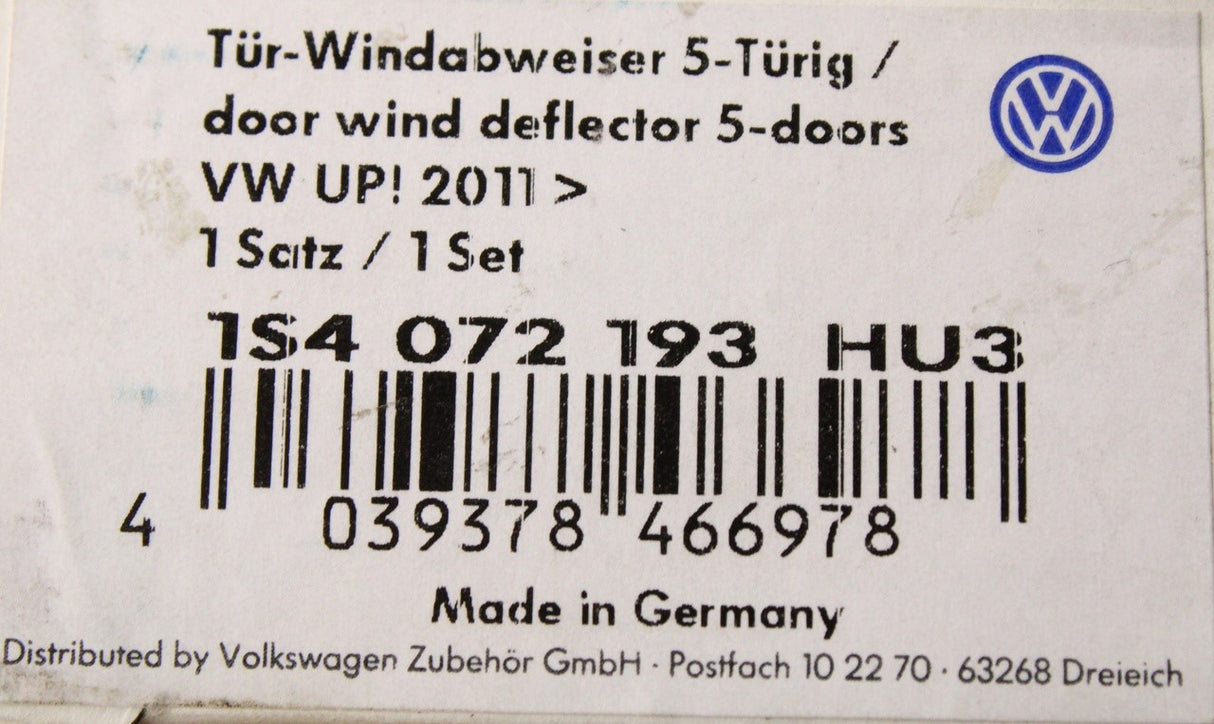 Tür-Windabweiser 5-Türig /
door wind deflector 5-doors
VW UP! 2011 >
1 Satz / 1 Set
1S4 072 193 HU3
4 039378 466978
Made in Germany
Distributed by Volkswagen Zubehör GmbH · Postfach 10 22 70 · 63268 Dreieich
VW